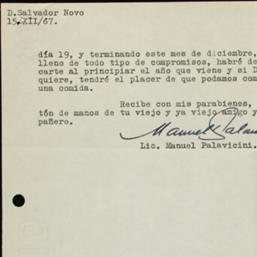 D.Salvador Novo
15.XII/67.
día 19, y terminando este mes de diciembre,
lleno de todo tipo de compromisos, habré de
carte al principiar el año que viene y si D
quiere, tendré el placer de que podamos com
una comida.
Recibe con mis parabienes,
tón de manos de tu viejo y ya viejo amigo y
pañero.
Manuel Palav
Lic. Manuel Palavicini.